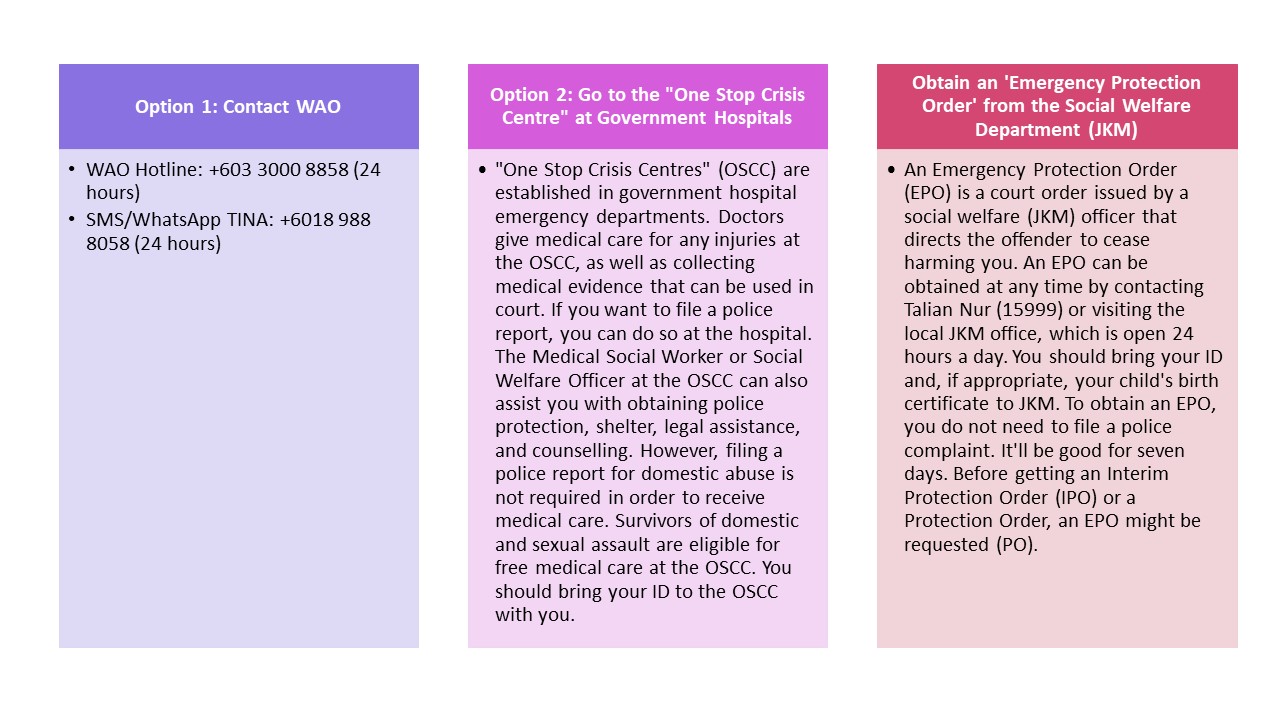 Option 1: Contact WAO
• WAO Hotline: +603 3000 8858 (24
hours)
• SMS/WhatsApp TINA: +6018 988
8058 (24 hours)
Option 2: Go to the "One Stop Crisis
Centre" at Government Hospitals
• "One Stop Crisis Centres" (OSCC) are
established in government hospital
emergency departments. Doctors
give medical care for any injuries at
the OSCC, as well as collecting
medical evidence that can be used in
court. If you want to file a police
report, you can do so at the hospital.
The Medical Social Worker or Social
Welfare Officer at the OSCC can also
assist you with obtaining police
protection, shelter, legal assistance,
and counselling. However, filing a
police report for domestic abuse is
not required in order to receive
medical care. Survivors of domestic
and sexual assault are eligible for
free medical care at the OSCC. You
should bring your ID to the OSCC
with you.
Obtain an 'Emergency Protection
Order' from the Social Welfare
Department (JKM)
• An Emergency Protection Order
(EPO) is a court order issued by a
social welfare (JKM) officer that
directs the offender to cease
harming you. An EPO can be
obtained at any time by contacting
Talian Nur (15999) or visiting the
local JKM office, which is open 24
hours a day. You should bring your ID
and, if appropriate, your child's birth
certificate to JKM. To obtain an EPO,
you do not need to file a police
complaint. It'll be good for seven
days. Before getting an Interim
Protection Order (IPO) or a
Protection Order, an EPO might be
requested (PO).